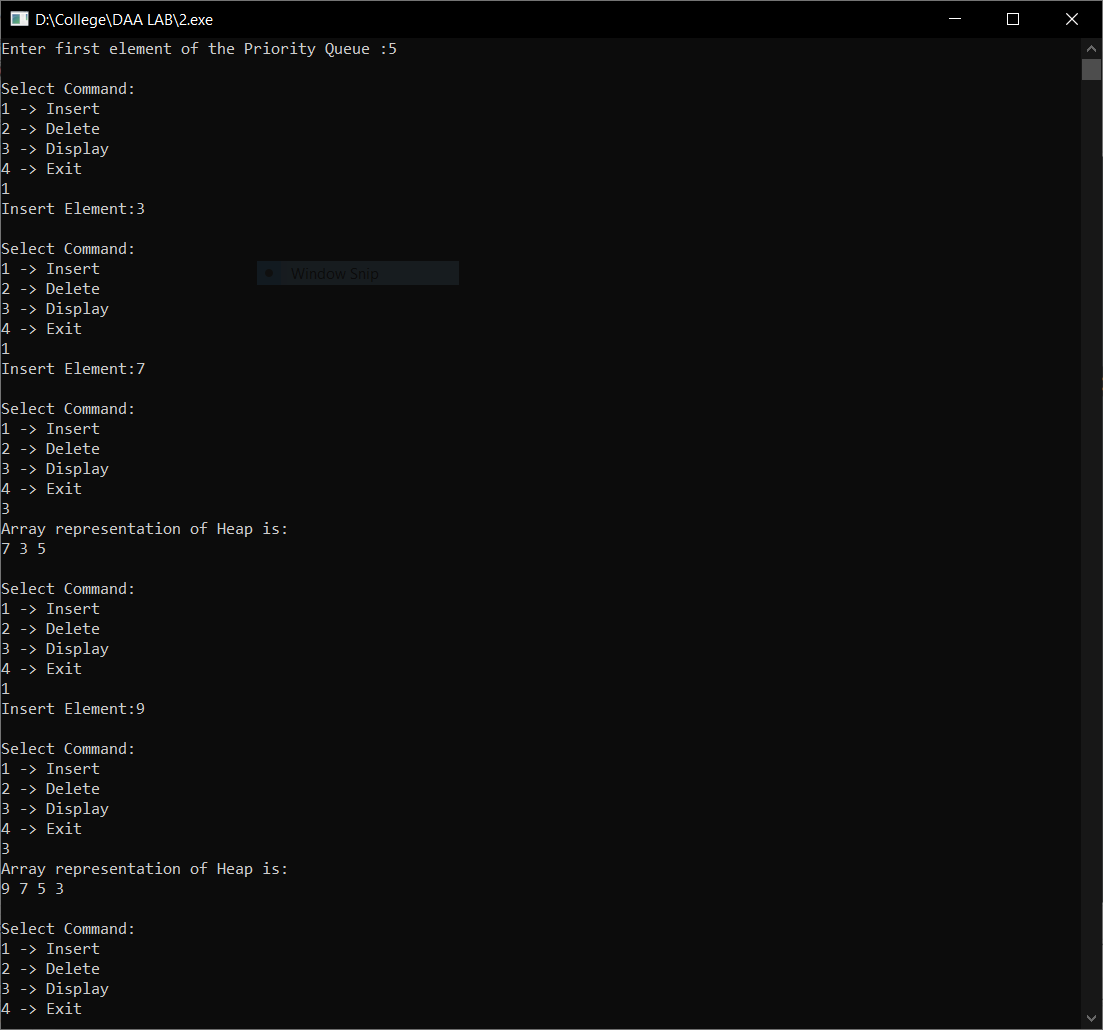 D:\College\DAA LAB\2.exe
Enter first element of the Priority Queue :5
Select Command:
1 -> Insert
2 -> Delete
3 -> Display
4 -> Exit
1
Insert Element:3
Select Command:
1 -> Insert
Window Snip
2 -> Delete
3 -> Display
4 -> Exit
1
Insert Element:7
Select Command:
1 -> Insert
2 -> Delete
3 -> Display
4 -> Exit
3
Array representation of Heap is:
7 3 5
Select Command:
1 -> Insert
2 -> Delete
3 -> Display
4 -> Exit
1
Insert Element:9
Select Command:
1 -> Insert
2 -> Delete
3 -> Display
4 -> Exit
3
Array representation of Heap is:
9 7 5 3
Select Command:
1 -> Insert
2 -> Delete
3 -> Display
4 -> Exit